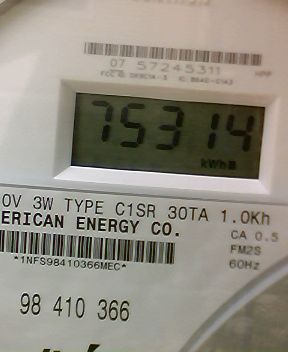 07 57245311
HPP
75314
kWh
0V 3W TYPE C1SR 30TA 1.0Kh
ERICAN ENERGY CO.
CA 0.5
FM2S
60Hz
*1NFS98410366MEC*
98 410 366